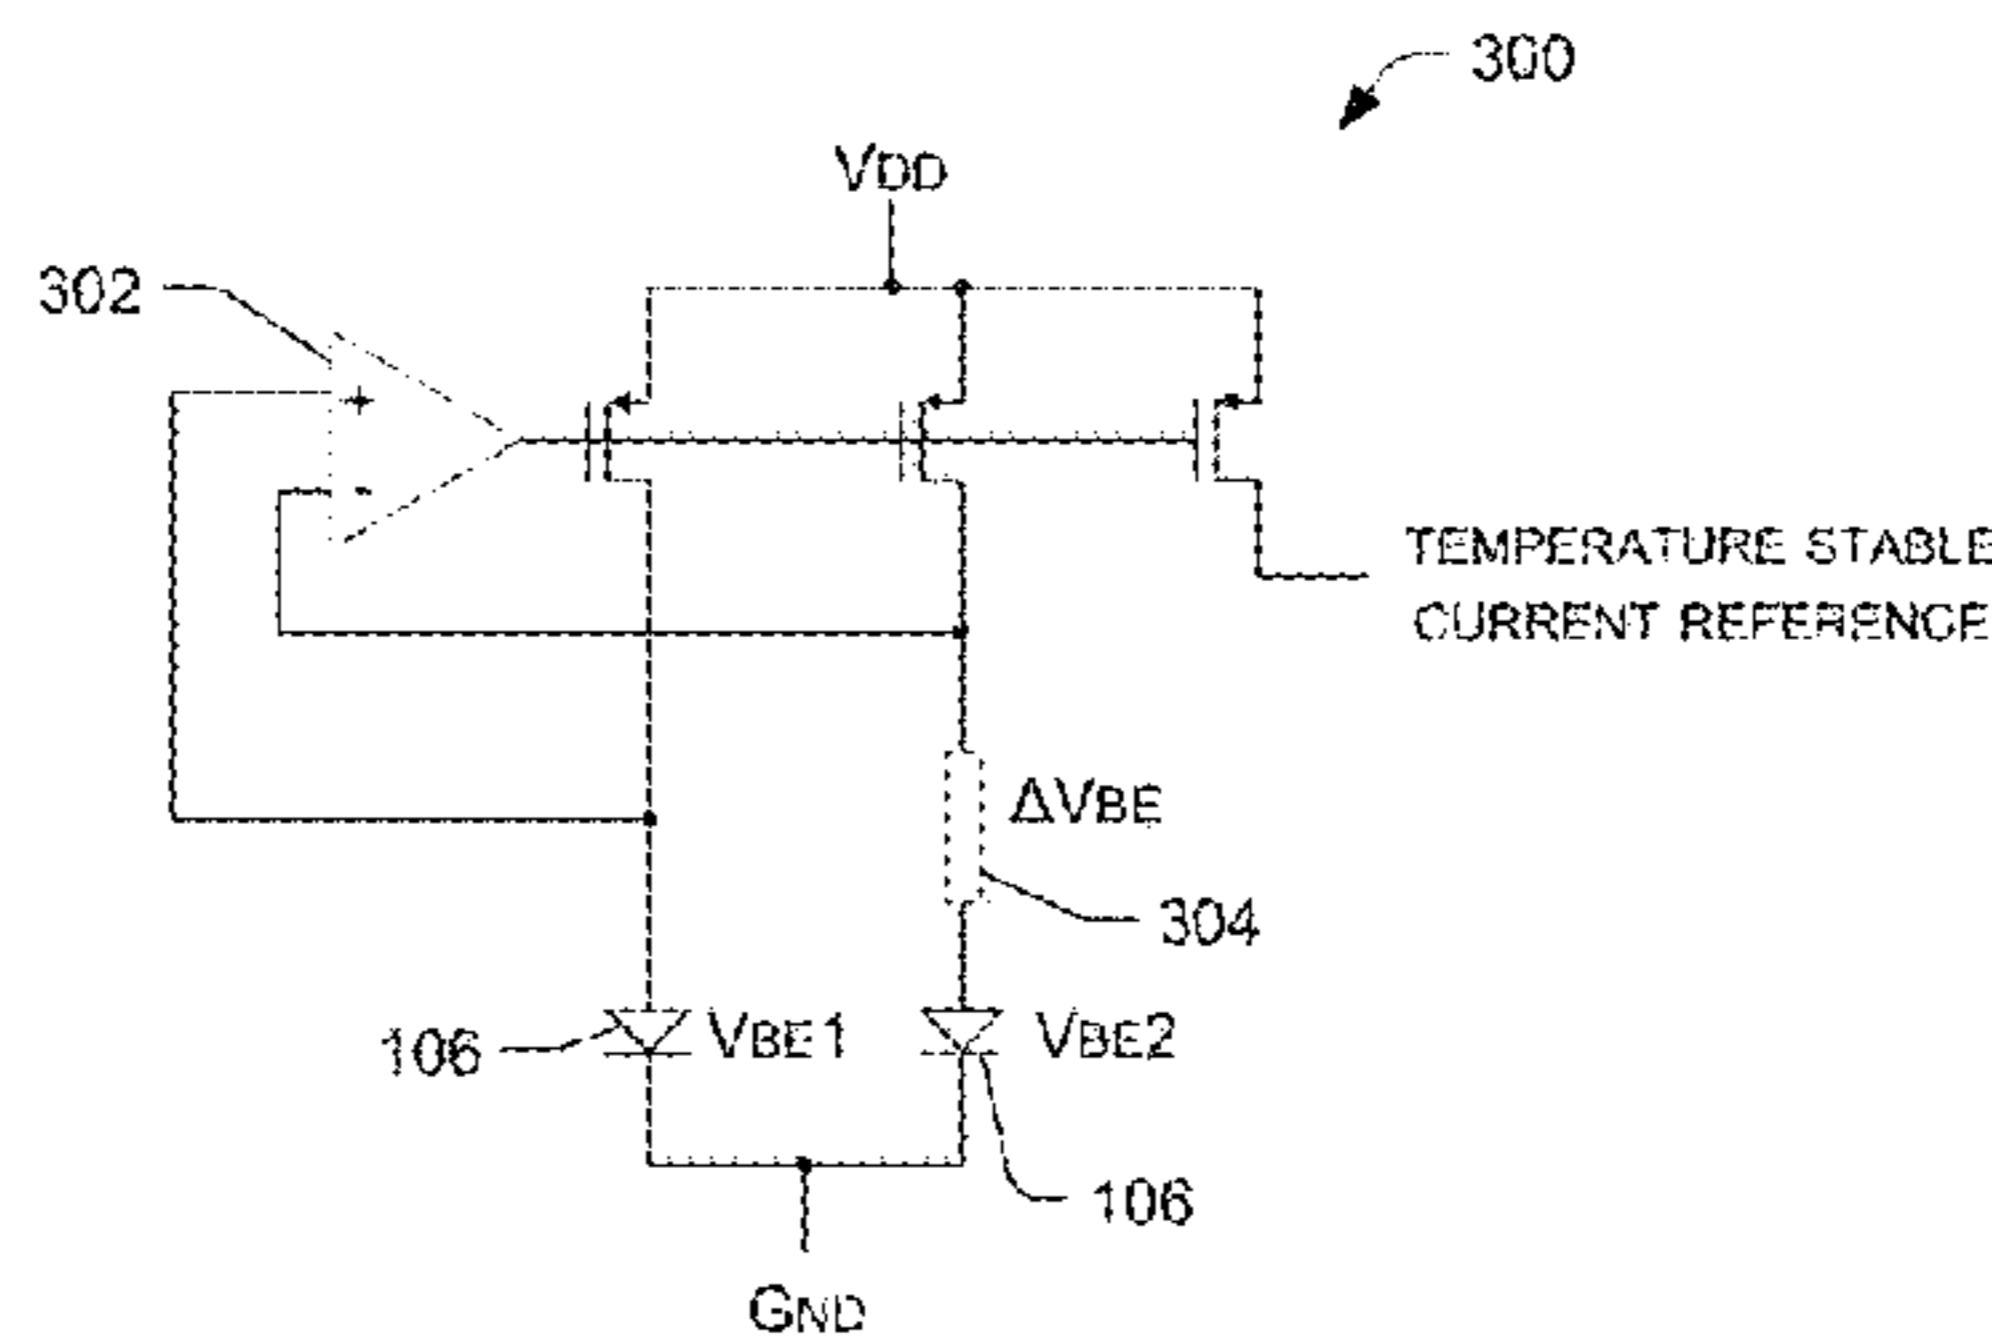 300
VDD
302
+
-
TEMPERATURE STABLE
CURRENT REFERENCE
ΔVBE
304
106
VBE1
VBE2
106
GND